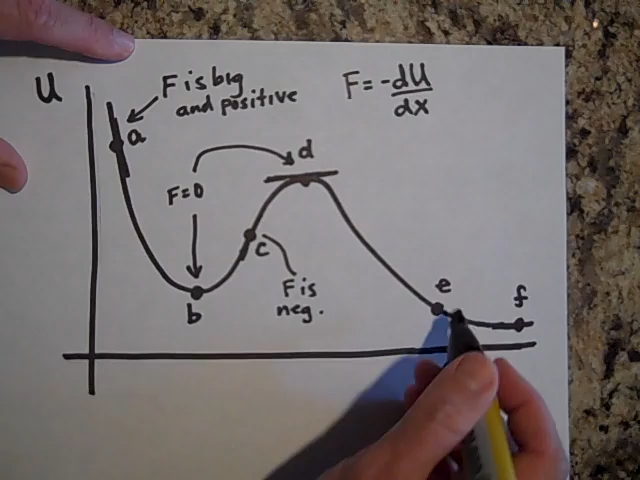 U
F is big
and positive
F = -dU
dx
a
d
F=0
c
F is
neg.
b
e
f